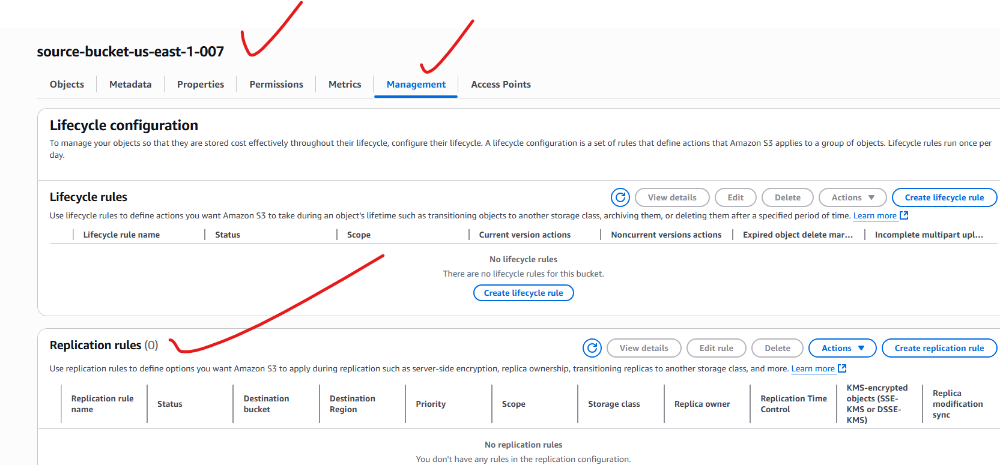 source-bucket-us-east-1-007
Objects Metadata Properties Permissions Metrics Management Access Points
Lifecycle configuration
To manage your objects so that they are stored cost effectively throughout their lifecycle, configure their lifecycle. A lifecycle configuration is a set of rules that define actions that Amazon S3 applies to a group of objects. Lifecycle rules run once per
day.
Lifecycle rules View details Edit Delete Actions Create lifecycle rule
Use lifecycle rules to define actions you want Amazon S3 to take during an object's lifetime such as transitioning objects to another storage class, archiving them, or deleting them after a specified period of time. Learn more
Lifecycle rule name Status Scope Current version actions Noncurrent versions actions Expired object delete mar... Incomplete multipart upl...
No lifecycle rules
There are no lifecycle rules for this bucket.
Create lifecycle rule
Replication rules (0) View details Edit rule Delete Actions Create replication rule
Use replication rules to define options you want Amazon S3 to apply during replication such as server-side encryption, replica ownership, transitioning replicas to another storage class, and more. Learn more
Replication rule
name
Status
Destination
bucket
Destination
Region
Priority
Scope
Storage class
Replica owner
Replication Time
Control
KMS-encrypted
objects (SSE-
KMS or DSSE-
KMS)
Replica
modification
sync
No replication rules
You don't have any rules in the replication configuration.